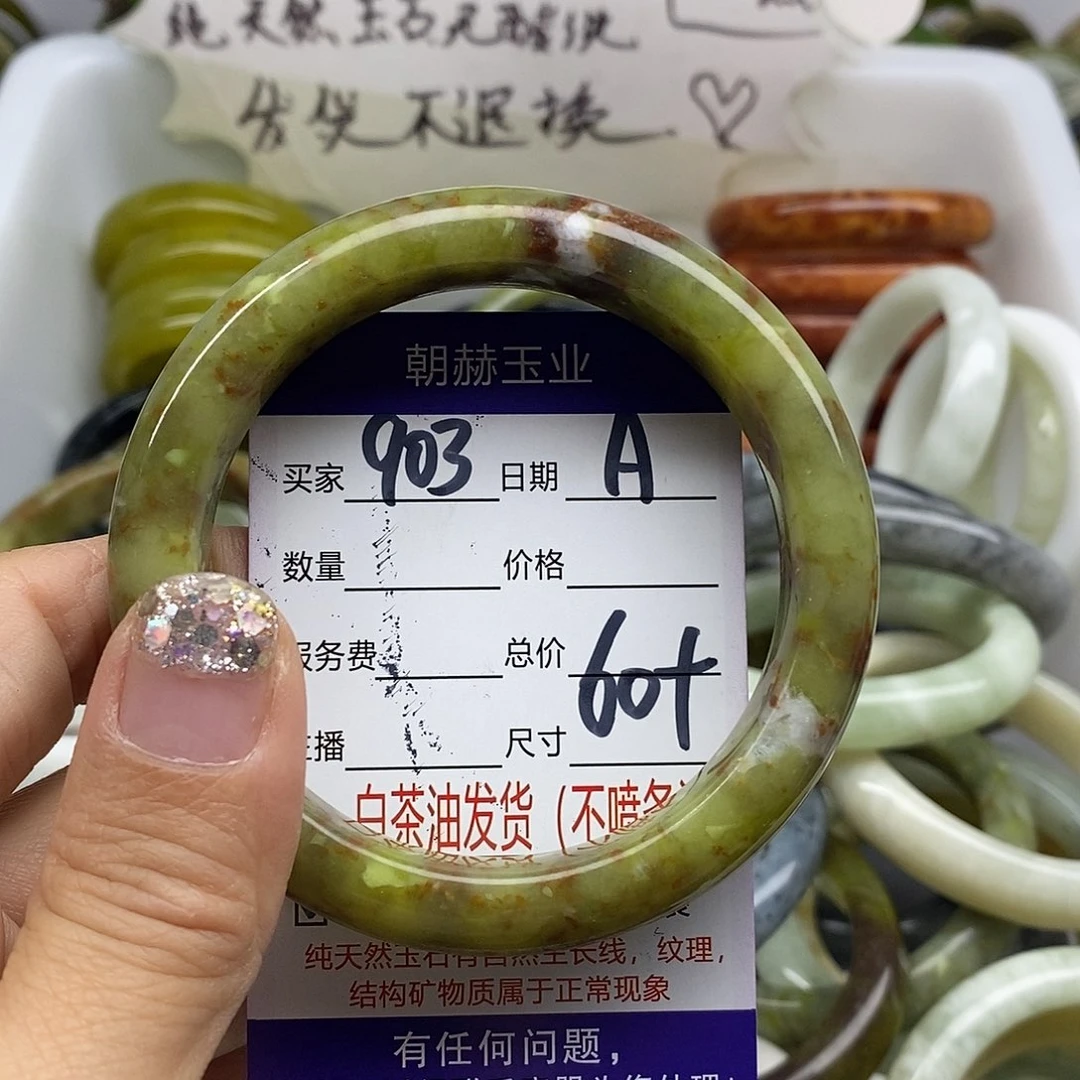 纯天然玉石无酸洗
售出不退换
朝赫玉业
买家 903 日期 A
数量 价格
服务费 总价 60+
主播 尺寸
白茶油发货(不喷务
纯天然玉石有自然生长线,纹理,
结构矿物质属于正常现象
有任何问题,